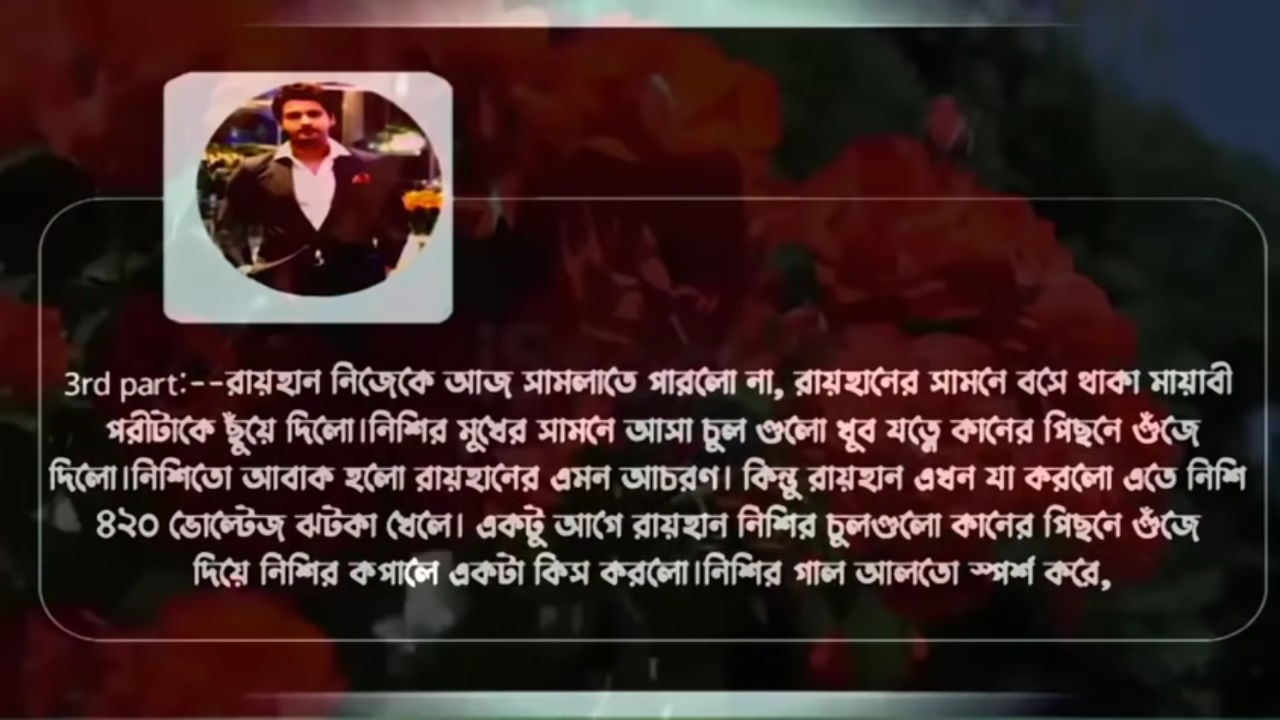 3rd part:--রায়হান নিজেকে আজ সামলাতে পারলো না, রায়হানের সামনে বসে থাকা মায়াবী
পরীটাকে ছুঁয়ে দিলো।নিশির মুখের সামনে আসা চুল গুলো খুব যত্নে কানের পিছনে গুঁজে
দিলো।নিশিতো আবাক হলো রায়হানের এমন আচরণ। কিন্তু রায়হান এখন যা করলো এতে নিশি
৪২০ ভোল্টেজ ঝটকা খেলে। একটু আগে রায়হান নিশির চুলগুলো কানের পিছনে গুঁজে
দিয়ে নিশির কপালে একটা কিস করলো।নিশির গাল আলতো স্পর্শ করে,